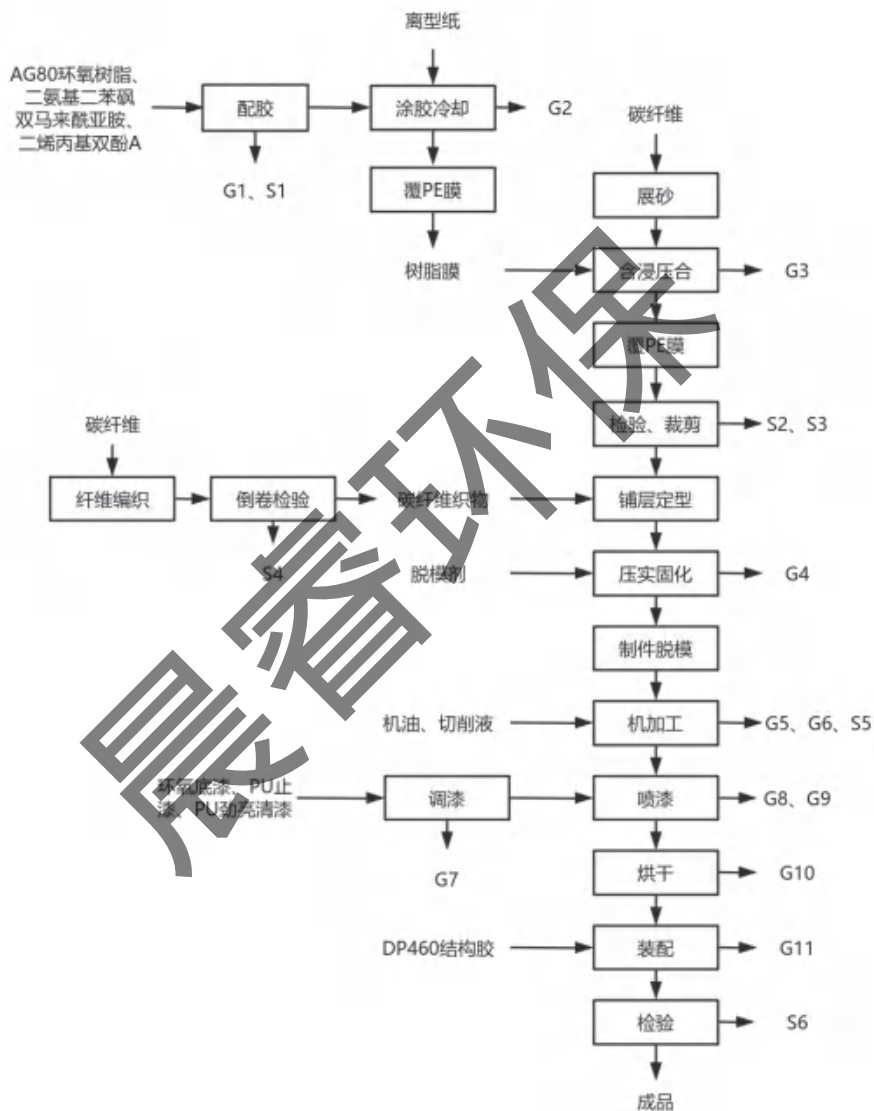 离型纸
AG80环氧树脂、
二氨基二苯砜
双马来酰亚胺、
二烯丙基双酚A
配胶
涂胶冷却
G2
G1、S1
覆PE膜
树脂膜
碳纤维
展砂
含浸压合
G3
覆PE膜
检验、裁剪
S2、S3
碳纤维
纤维编织
倒卷检验
碳纤维织物
铺层定型
S4
脱模剂
压实固化
G4
制件脱模
机油、切削液
机加工
G5、G6、S5
环氧底漆、PU止
漆、PU劲亮清漆
调漆
喷漆
G8、G9
G7
烘干
G10
DP460结构胶
装配
G11
检验
S6
成品
晨睿环保